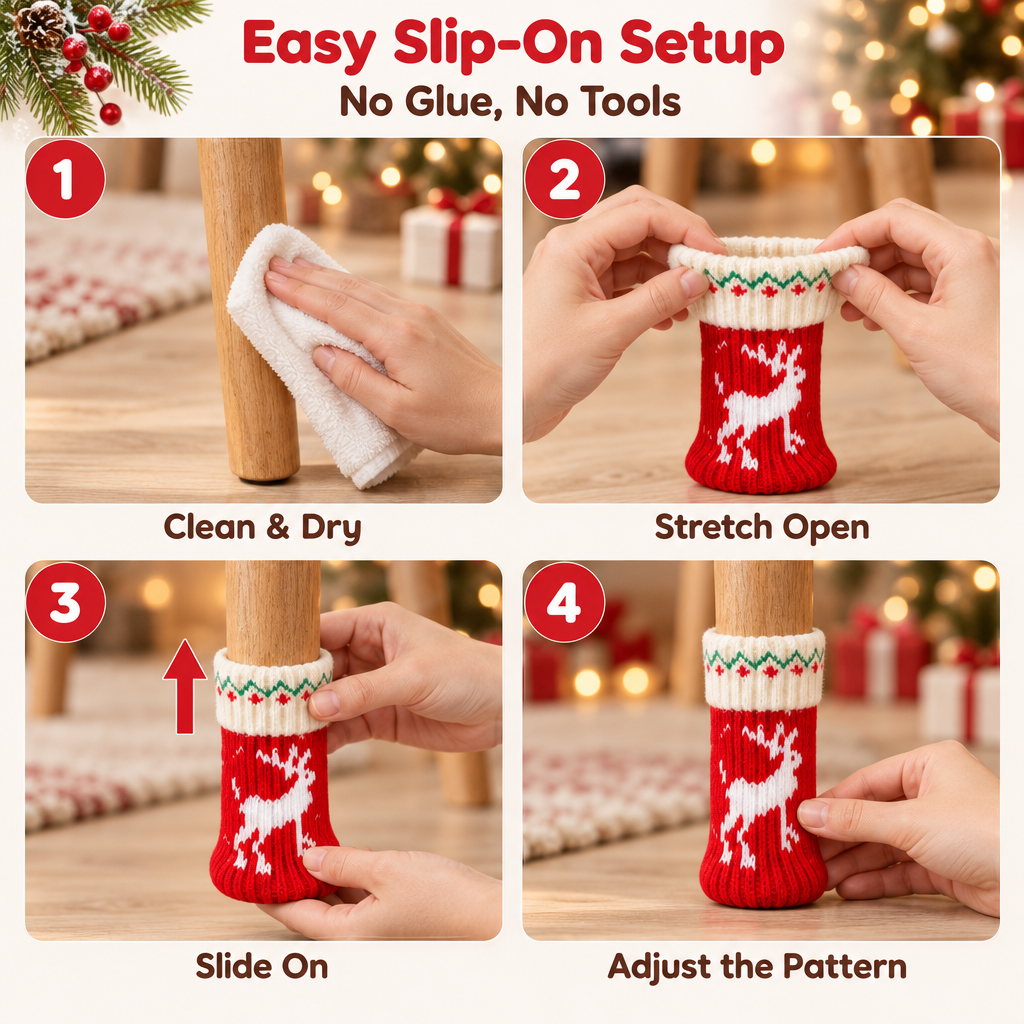 Easy Slip-On Setup
No Glue, No Tools
1
2
Clean & Dry
Stretch Open
3
4
Slide On
Adjust the Pattern